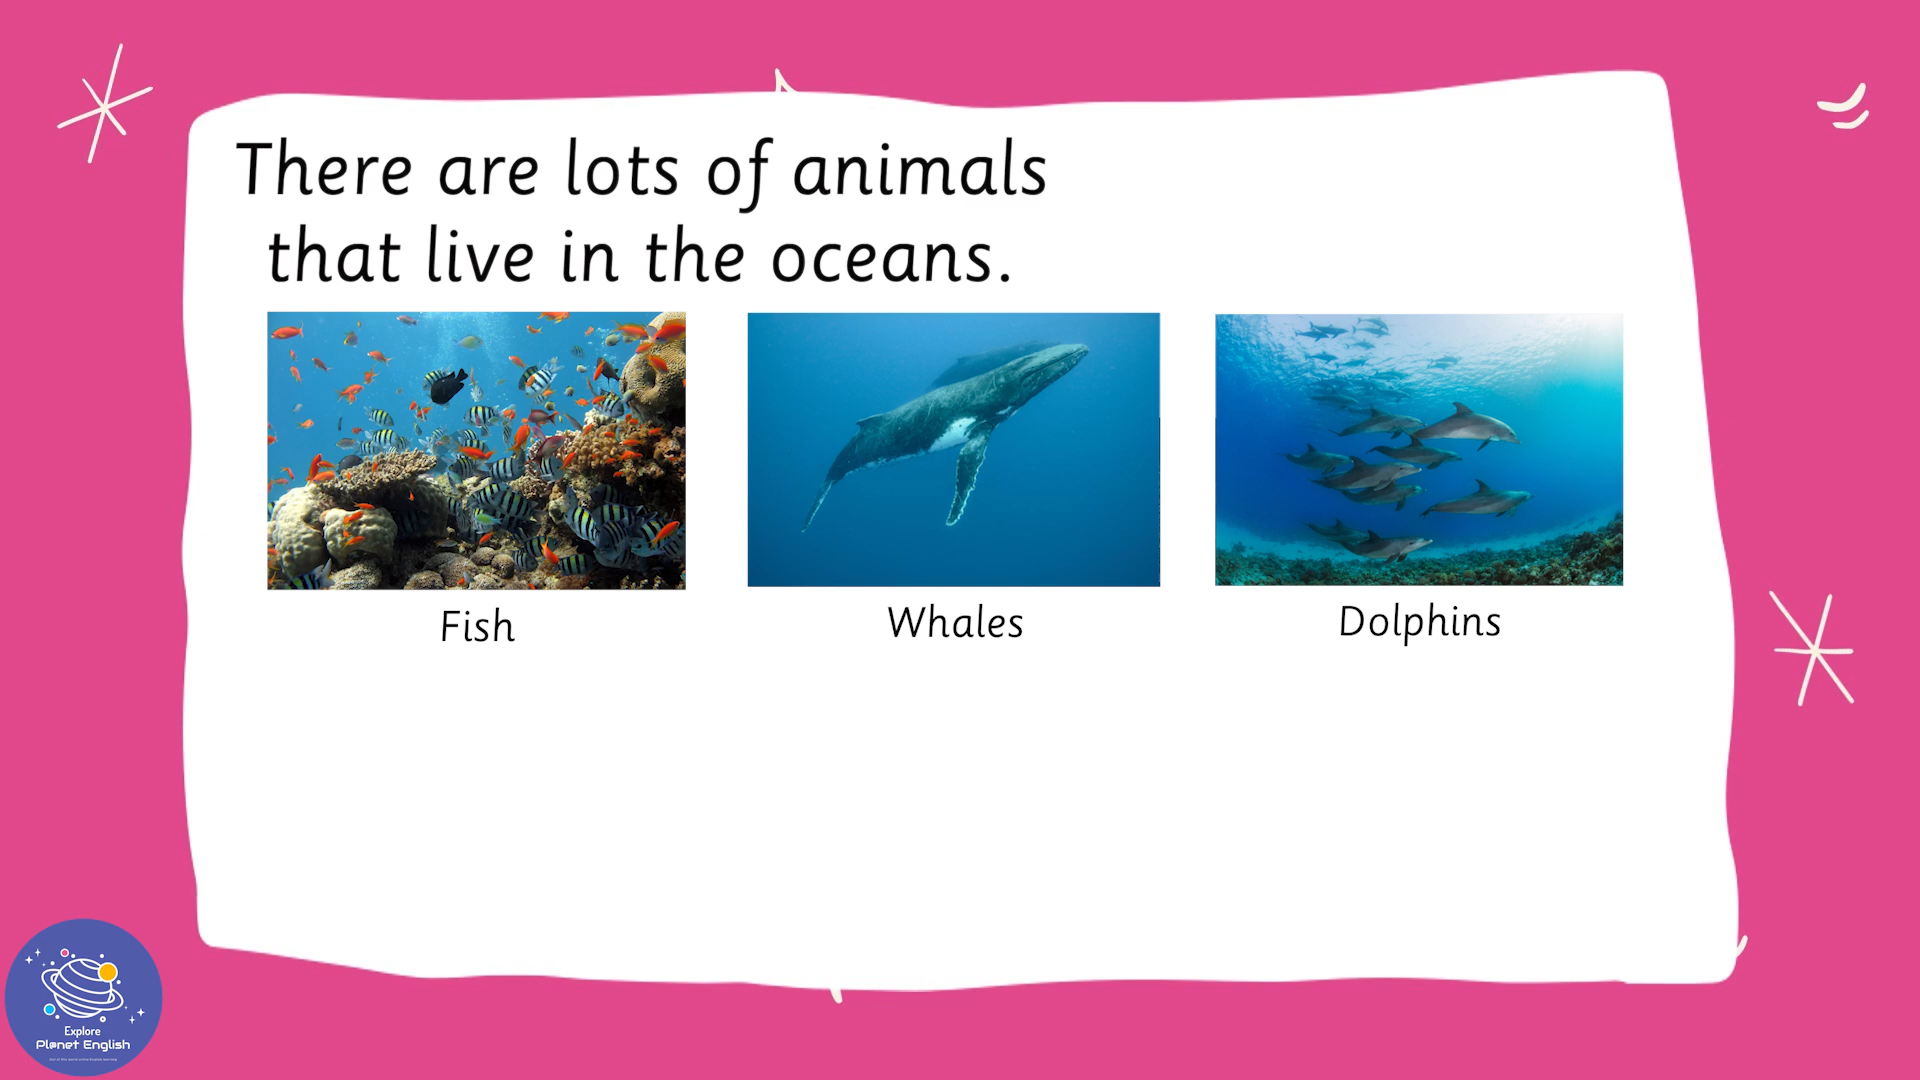 There are lots of animals
that live in the oceans.
Fish
Whales
Dolphins
Explore
Planet English